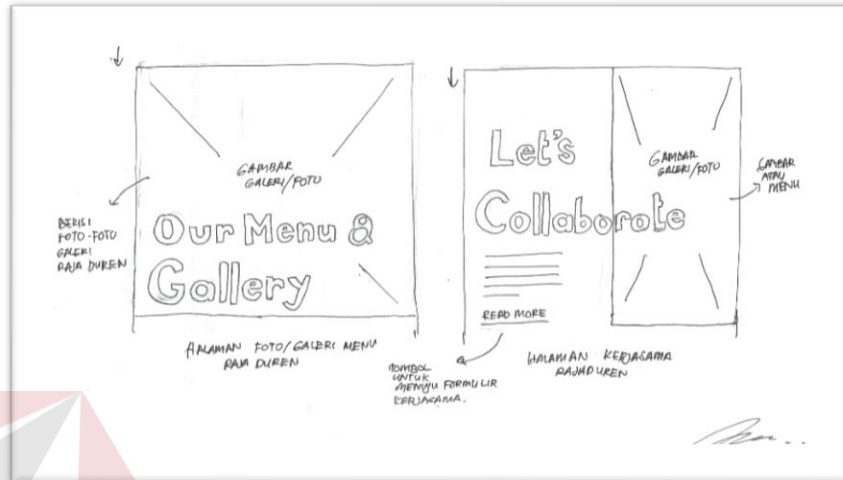 GAMBAR
GALERI/FOTO
BERISI
FOTO-FOTO
GALERI
RAJA DUREN
Our Menu &
Gallery
HALAMAN FOTO/GALERI MENU
RAJA DUREN
Let's
Collaborate
GAMBAR
GALERI/FOTO
GAMBAR
ATAU
MENU
READ MORE
TOMBOL
UNTUK
MENUJU FORMULIR
KERJASAMA.
HALAMAN KERJASAMA
RAJADUREN